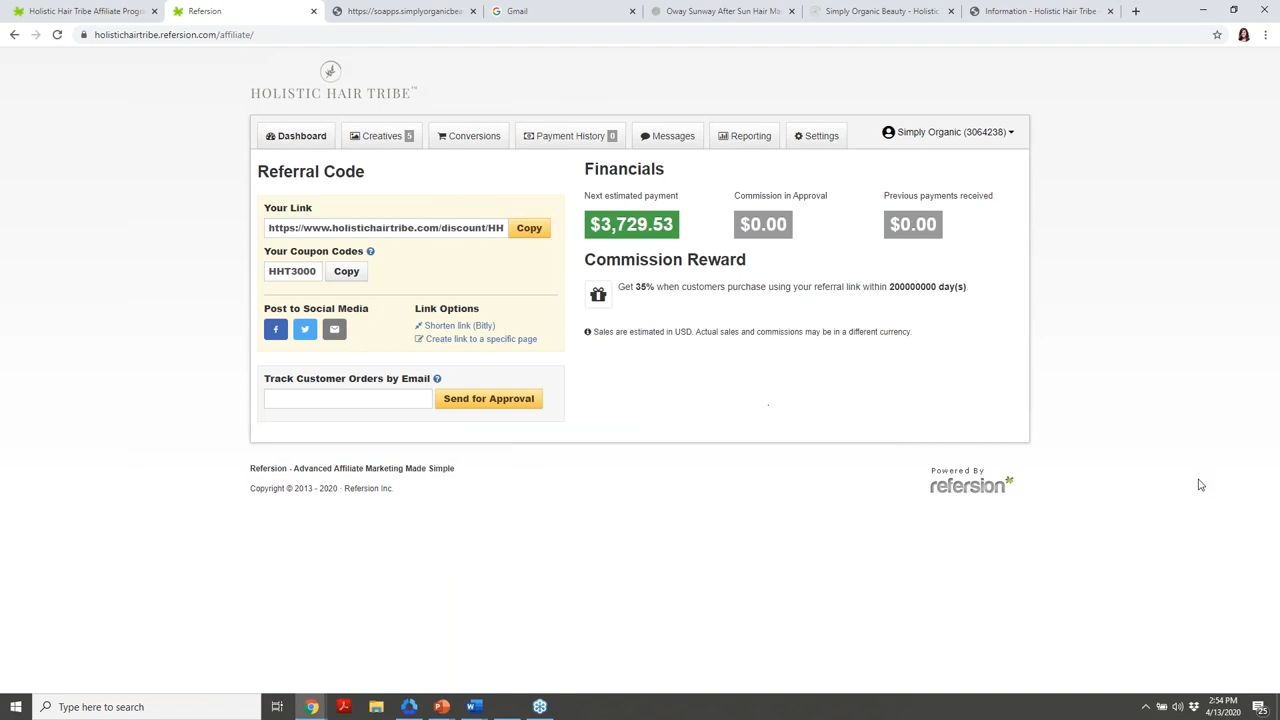 Holistic Hair Tribe Affiliate Progra
Refersion
https://soapps.simplyorganicbea
Gmail
Oway Sunway After Sun Hair Ma
Simply Organic Beauty - Holistic
Information - Holistic Hair Tribe -
holistichairtribe.refersion.com/affiliate/
HOLISTIC HAIR TRIBE™
Dashboard
Creatives 5
Conversions
Payment History 0
Messages
Reporting
Settings
Simply Organic (3064238)
Referral Code
Your Link
https://www.holistichairtribe.com/discount/HH
Copy
Your Coupon Codes
HHT3000
Copy
Post to Social Media
Link Options
Shorten link (Bitly)
Create link to a specific page
Track Customer Orders by Email
Send for Approval
Financials
Next estimated payment
Commission in Approval
Previous payments received
$3,729.53
$0.00
$0.00
Commission Reward
Get 35% when customers purchase using your referral link within 200000000 day(s).
Sales are estimated in USD. Actual sales and commissions may be in a different currency.
Refersion - Advanced Affiliate Marketing Made Simple
Copyright © 2013 - 2020 · Refersion Inc.
Powered By
refersion
Type here to search
2:54 PM
4/13/2020
25